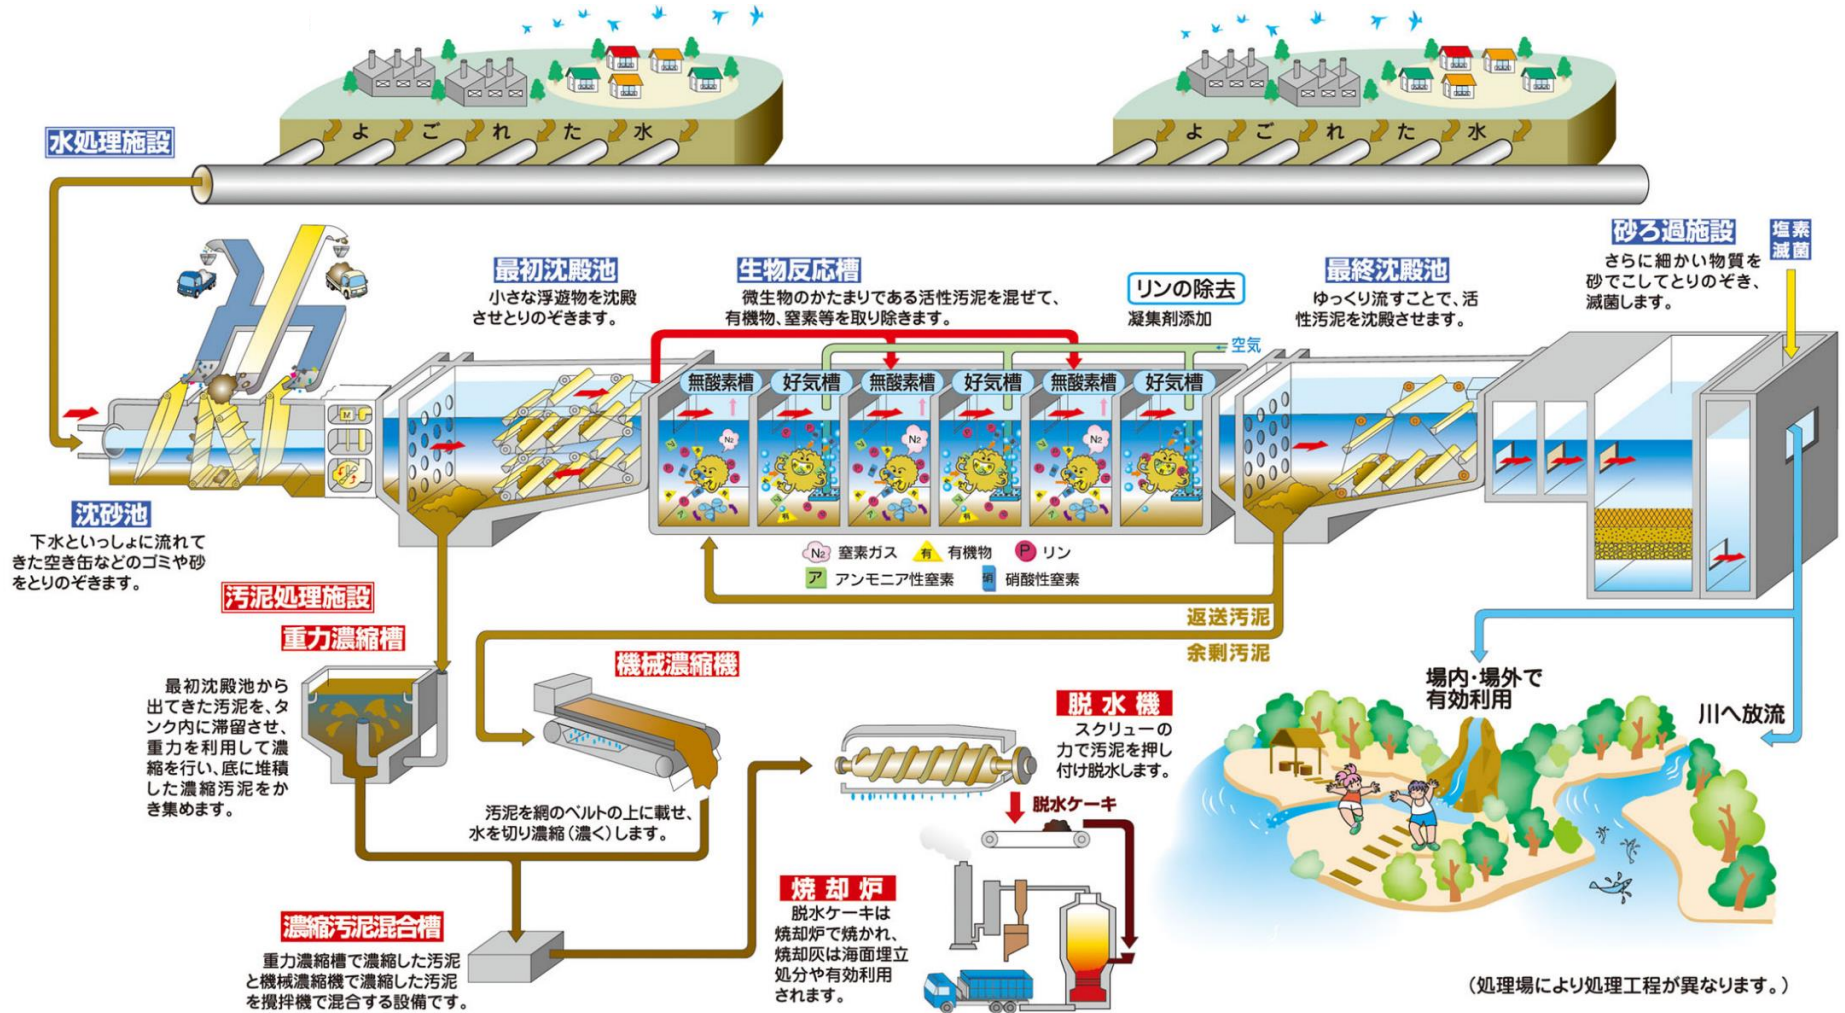 よごれた水
よごれた水
水処理施設
沈砂池
下水といっしょに流れて
きた空き缶などのゴミや砂
をとりのぞきます。
M
最初沈殿池
小さな浮遊物を沈殿
させとりのぞきます。
生物反応槽
微生物のかたまりである活性汚泥を混ぜて、
有機物、窒素等を取り除きます。
リンの除去
凝集剤添加
←空気
無酸素槽
好気槽
無酸素槽
好気槽
無酸素槽
好気槽
N2
N2
N2
N2 窒素ガス
有 有機物
P リン
ア アンモニア性窒素
硝 硝酸性窒素
最終沈殿池
ゆっくり流すことで、活
性汚泥を沈殿させます。
砂ろ過施設
さらに細かい物質を
砂でこしてとりのぞき、
滅菌します。
塩素
滅菌
返送汚泥
余剰汚泥
汚泥処理施設
重力濃縮槽
最初沈殿池から
出てきた汚泥を、タ
ンク内に滞留させ、
重力を利用して濃
縮を行い、底に堆積
した濃縮汚泥をか
き集めます。
機械濃縮機
汚泥を網のベルトの上に載せ、
水を切り濃縮(濃く)します。
濃縮汚泥混合槽
重力濃縮槽で濃縮した汚泥
と機械濃縮機で濃縮した汚泥
を攪拌機で混合する設備です。
脱水機
スクリューの
力で汚泥を押し
付け脱水します。
脱水ケーキ
焼却炉
脱水ケーキは
焼却炉で焼かれ、
焼却灰は海面埋立
処分や有効利用
されます。
場内・場外で
有効利用
川へ放流
(処理場により処理工程が異なります。)